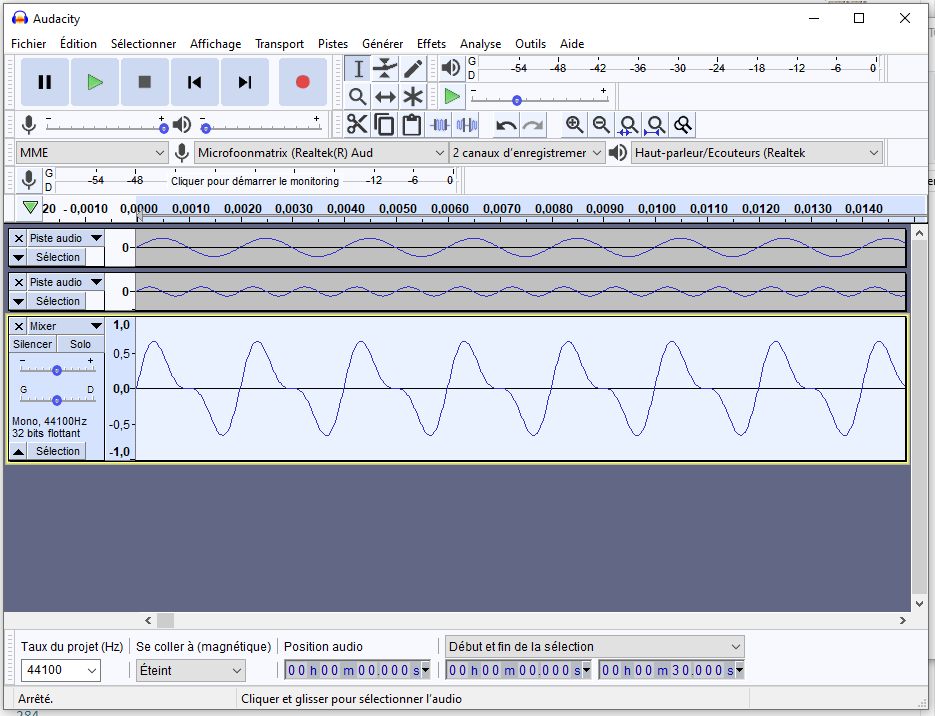 Audacity
Fichier Édition Sélectionner Affichage Transport Pistes Générer Effets Analyse Outils Aide
G
D
-54 -48 -42 -36 -30 -24 -18 -12 -6 0
- +
- + - +
MME Microfoonmatrix (Realtek(R) Aud 2 canaux d'enregistremer Haut-parleur/Ecouteurs (Realtek
G
D
-54 -48 Cliquer pour démarrer le monitoring -12 -6 0
20 - 0,0010 0,0000 0,0010 0,0020 0,0030 0,0040 0,0050 0,0060 0,0070 0,0080 0,0090 0,0100 0,0110 0,0120 0,0130 0,0140
Piste audio 0-
Sélection
Piste audio 0-
Sélection
Mixer 1,0
Silencer Solo 0,5-
- +
G D 0,0-
Mono, 44100Hz -0,5-
32 bits flottant
Sélection -1,0
Taux du projet (Hz) Se coller à (magnétique) Position audio Début et fin de la sélection
44100 Éteint 00 h 00 m 00.000 s 00 h 00 m 00.000 s 00 h 00 m 30.000 s
Arrêté. Cliquer et glisser pour sélectionner l'audio